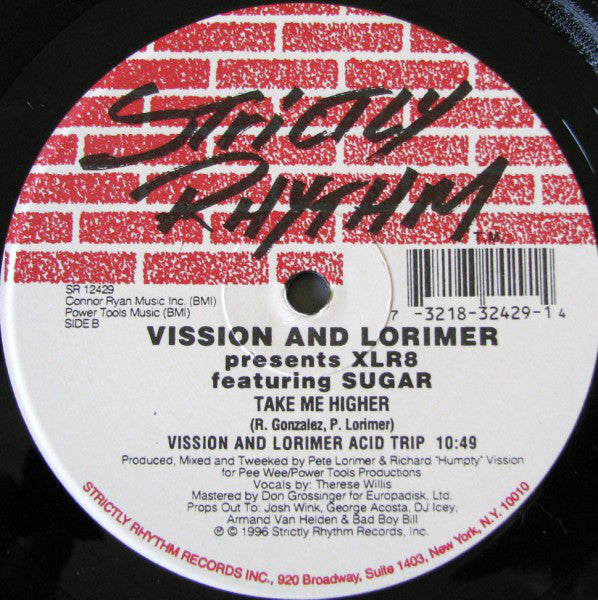 STRICTLY
RHYTHM
T.M.
SR 12429
Connor Ryan Music Inc. (BMI)
Power Tools Music (BMI)
SIDE B
7 -3218-32429-1 4
VISSION AND LORIMER
presents XLR8
featuring SUGAR
TAKE ME HIGHER
(R. Gonzalez, P. Lorimer)
VISSION AND LORIMER ACID TRIP 10:49
Produced, Mixed and Tweeked by Pete Lorimer & Richard "Humpty" Vission
for Pee Wee/Power Tools Productions
Vocals by: Therese Willis
Mastered by Don Grossinger for Europadisk, Ltd.
Props Out To: Josh Wink, George Acosta, DJ Icey,
Armand Van Helden & Bad Boy Bill
℗ © 1996 Strictly Rhythm Records, Inc.
STRICTLY RHYTHM RECORDS INC., 920 Broadway, Suite 1403, New York, N.Y. 10010